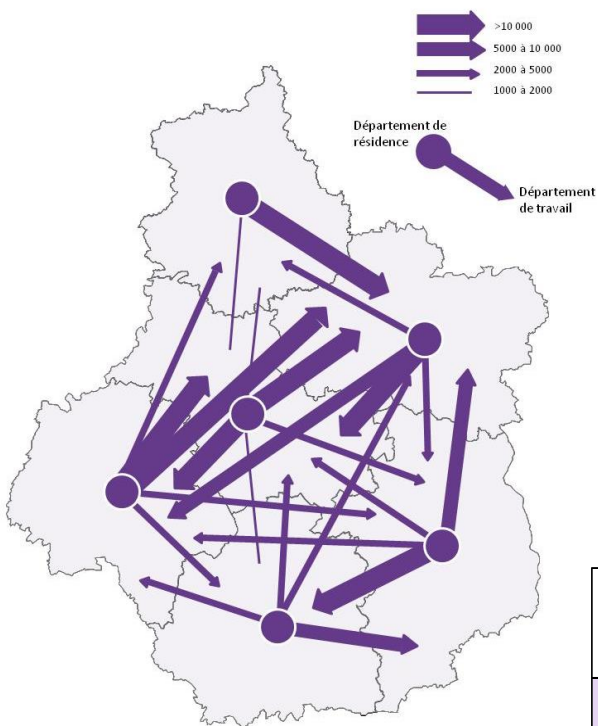 >10 000
5000 à 10 000
2000 à 5000
1000 à 2000
Département de
résidence
Département
de travail